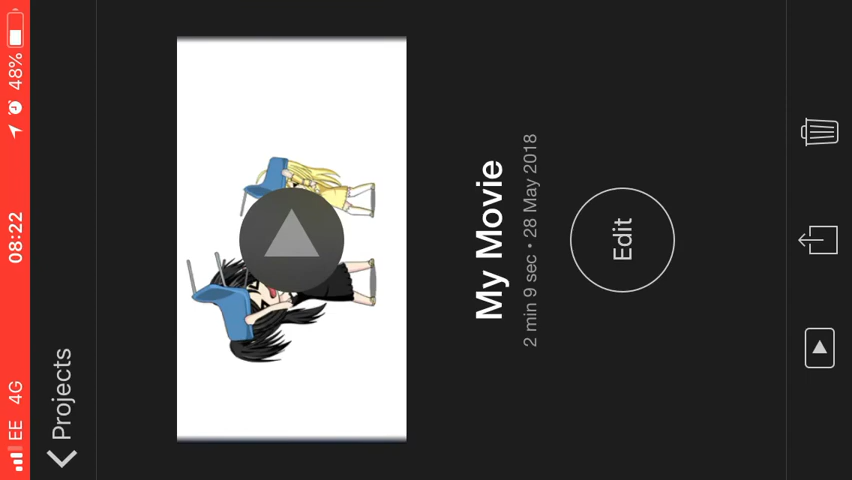 EE 4G 08:22 48%
Projects
My Movie
2 min 9 sec • 28 May 2018
Edit